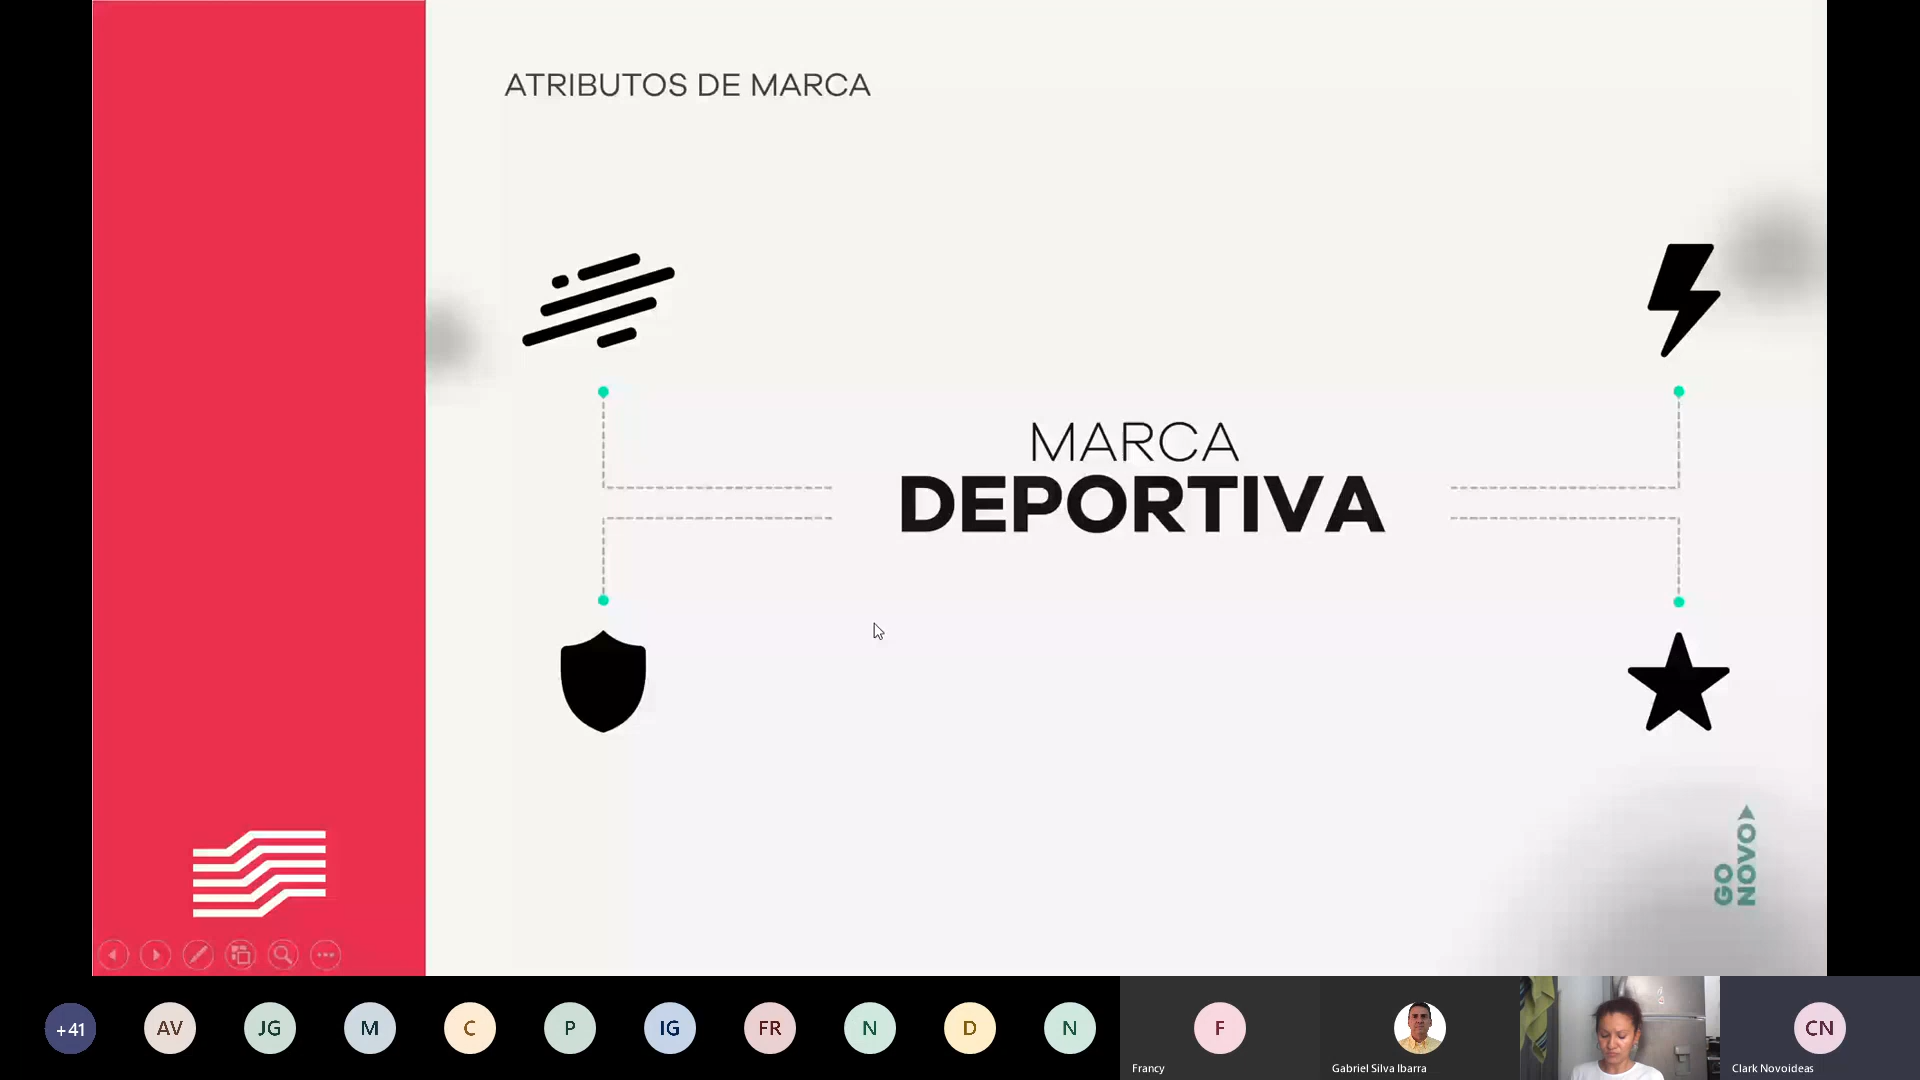 ATRIBUTOS DE MARCA
MARCA
DEPORTIVA
GO
NOVO
+41
AV
JG
M
C
P
IG
FR
N
D
N
F
Francy
Gabriel Silva Ibarra
CN
Clark Novoideas